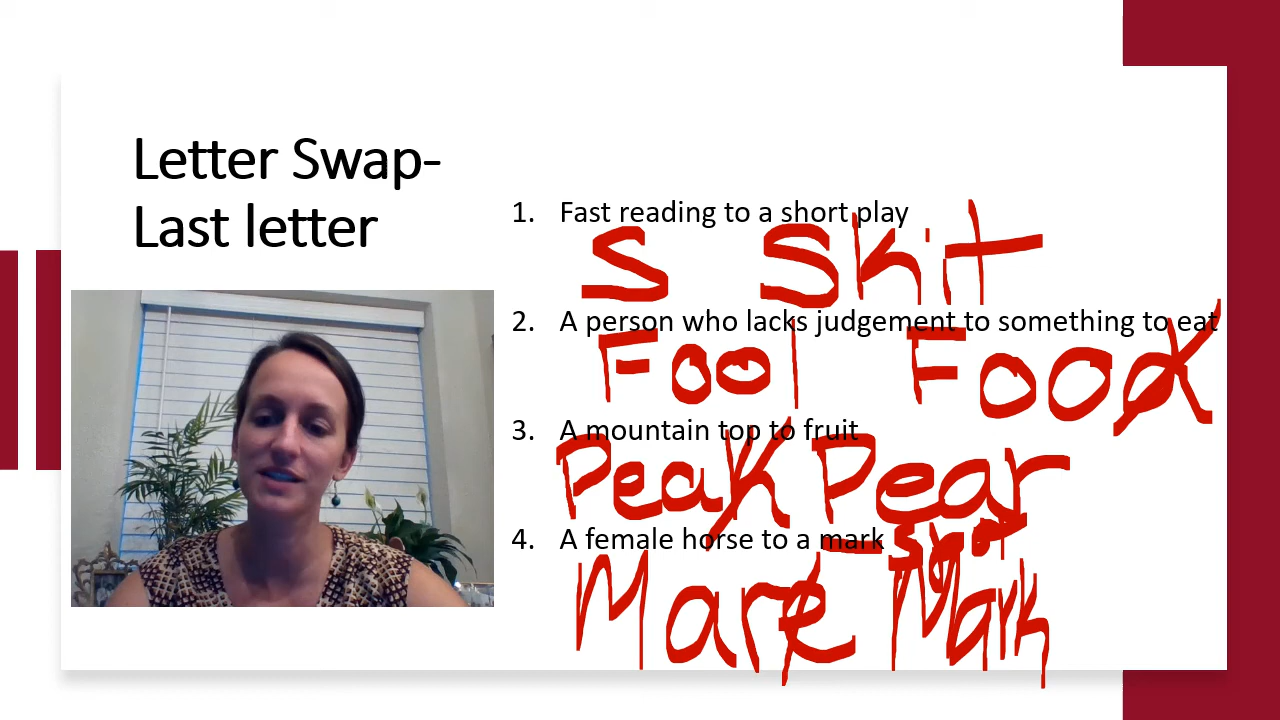 Letter Swap-
Last letter
1. Fast reading to a short play
S Skit
2. A person who lacks judgement to something to eat
Fool Food
3. A mountain top to fruit
Peak Pear
4. A female horse to a mark
Mare Mark